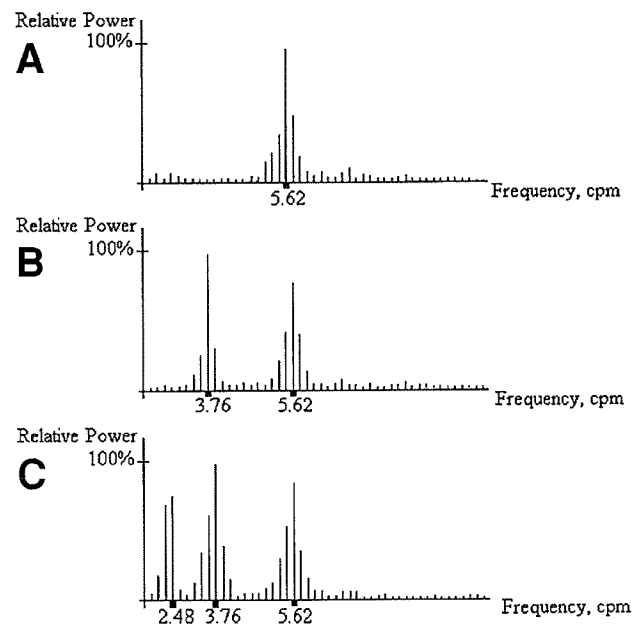 Relative Power
100%
A
5.62
Frequency, cpm
Relative Power
100%
B
3.76 5.62
Frequency, cpm
Relative Power
100%
C
2.48 3.76 5.62
Frequency, cpm